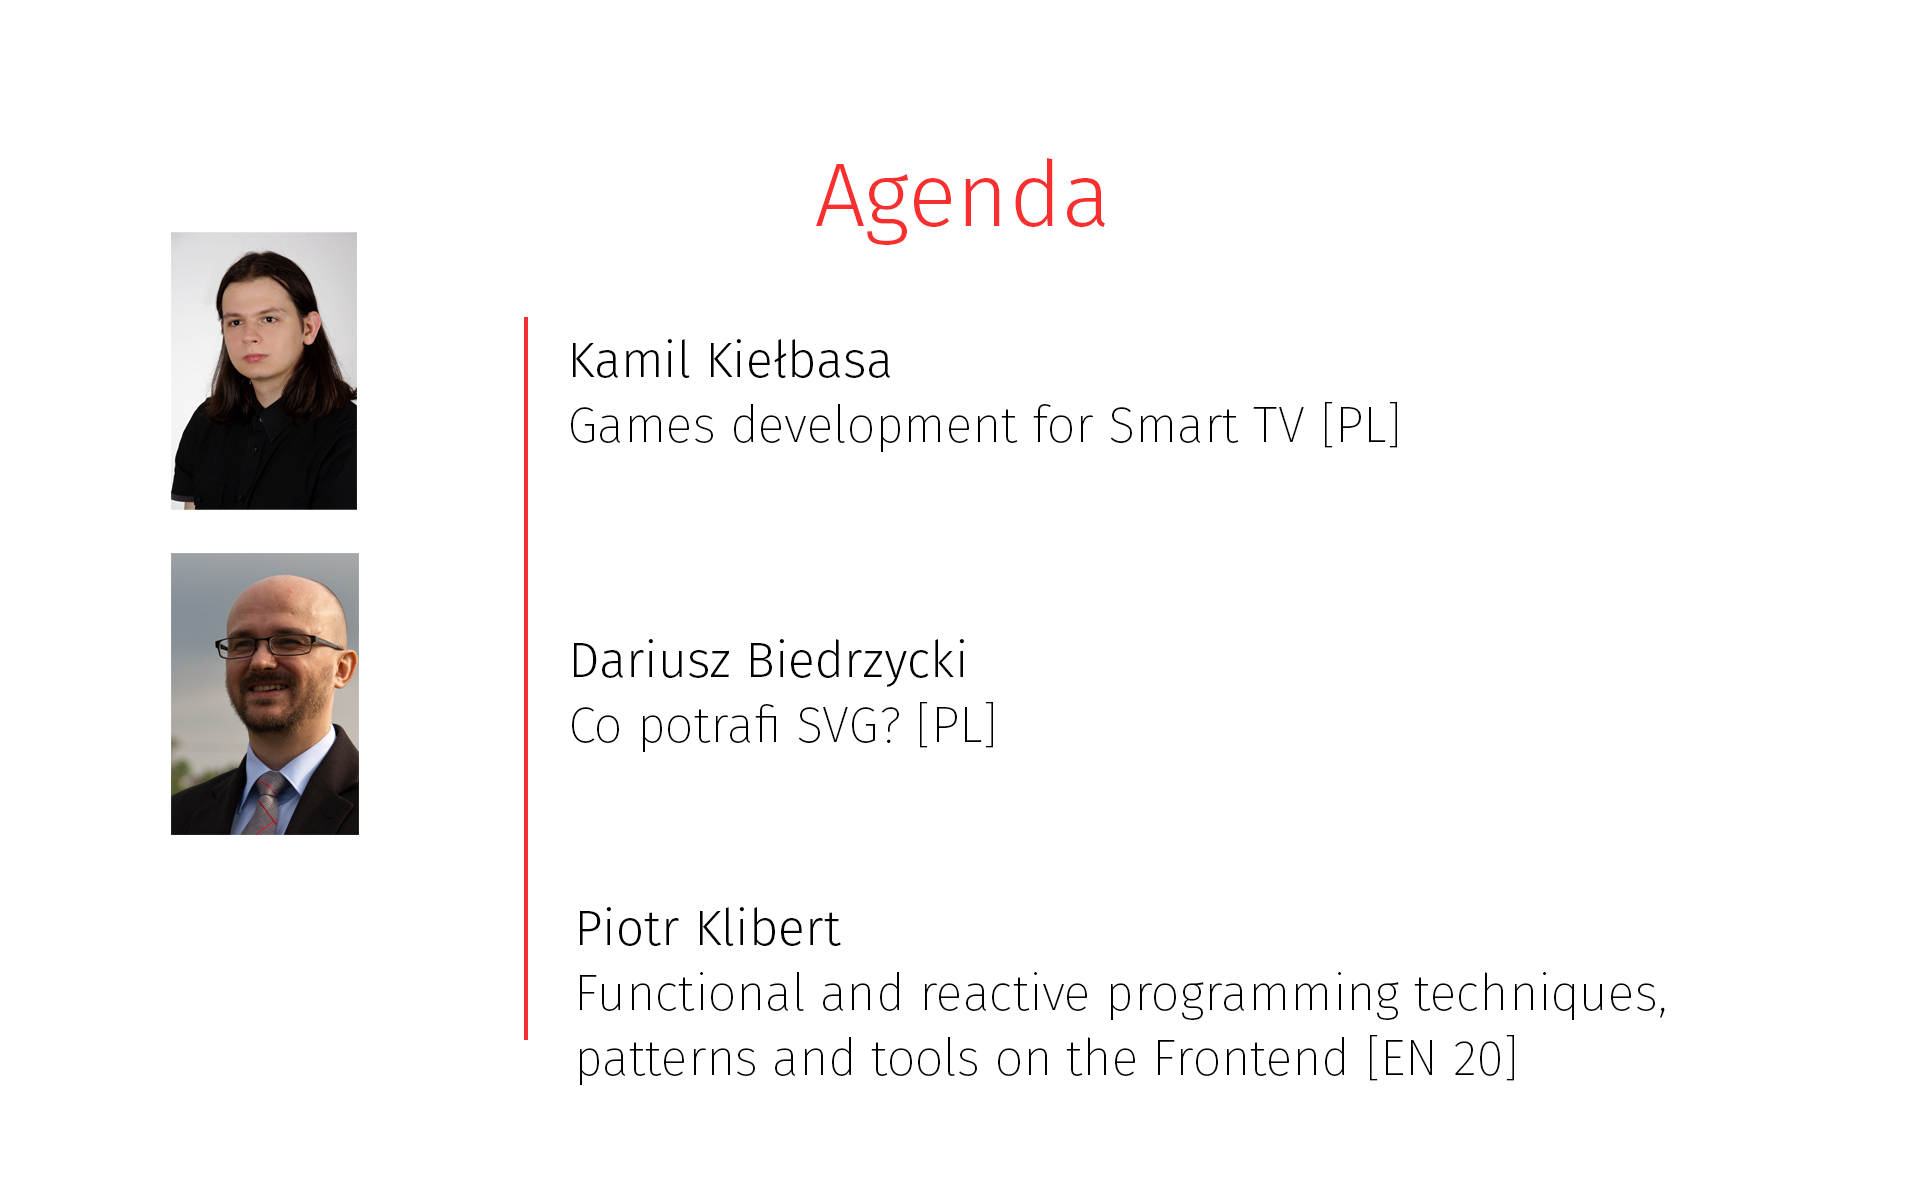 Agenda
Kamil Kiełbasa
Games development for Smart TV [PL]
Dariusz Biedrzycki
Co potrafi SVG? [PL]
Piotr Klibert
Functional and reactive programming techniques,
patterns and tools on the Frontend [EN 20]